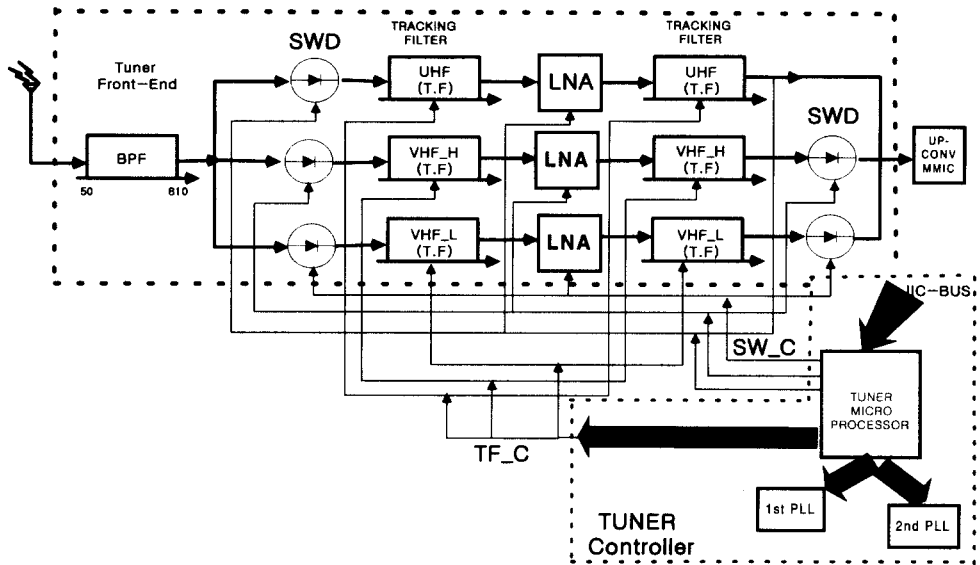 TRACKING
FILTER
TRACKING
FILTER
SWD
Tuner
Front-End
UHF
(T.F)
LNA
UHF
(T.F)
SWD
BPF
50
610
VHF_H
(T.F)
LNA
VHF_H
(T.F)
UP-
CONV
MMIC
VHF_L
(T.F)
LNA
VHF_L
(T.F)
IIC-BUS
SW_C
TUNER
MICRO
PROCESSOR
TF_C
1st PLL
2nd PLL
TUNER
Controller